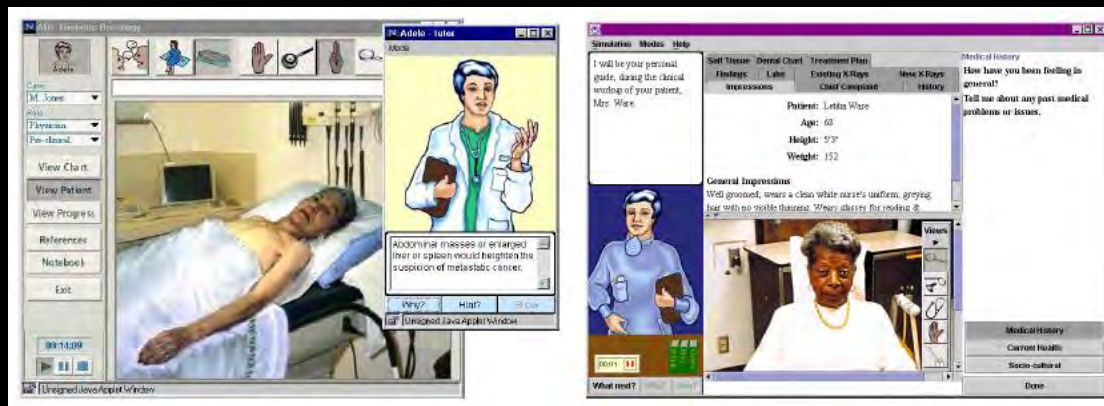 Adele
M. Jones
Physician
Pre-clinical
View Chart
View Patient
View Progress
References
Notebook
Exit
00:14:09
Unsigned Java Applet Window
Adele - tutor
Mode
Abdominal masses or enlarged
liver or spleen would heighten the
suspicion of metastatic cancer.
Why?
Hint?
Unsigned Java Applet Window
Simulation Modes Help
I will be your personal
guide, during the clinical
workup of your patient,
Mrs. Ware.
Soft Tissue Dental Chart Treatment Plan
Findings Labs Existing X-Rays New X-Rays
Impressions Chief Complaint History
Patient: Letitia Ware
Age: 68
Height: 5'3"
Weight: 152
General Impressions
Well groomed, wears a clean white nurse's uniform, greying
hair with no visible thinning. Wears glasses for reading &
Views
What next?
Medical History
How have you been feeling in
general?
Tell me about any past medical
problems or issues.
Medical History
Current Health
Socio-cultural
Done